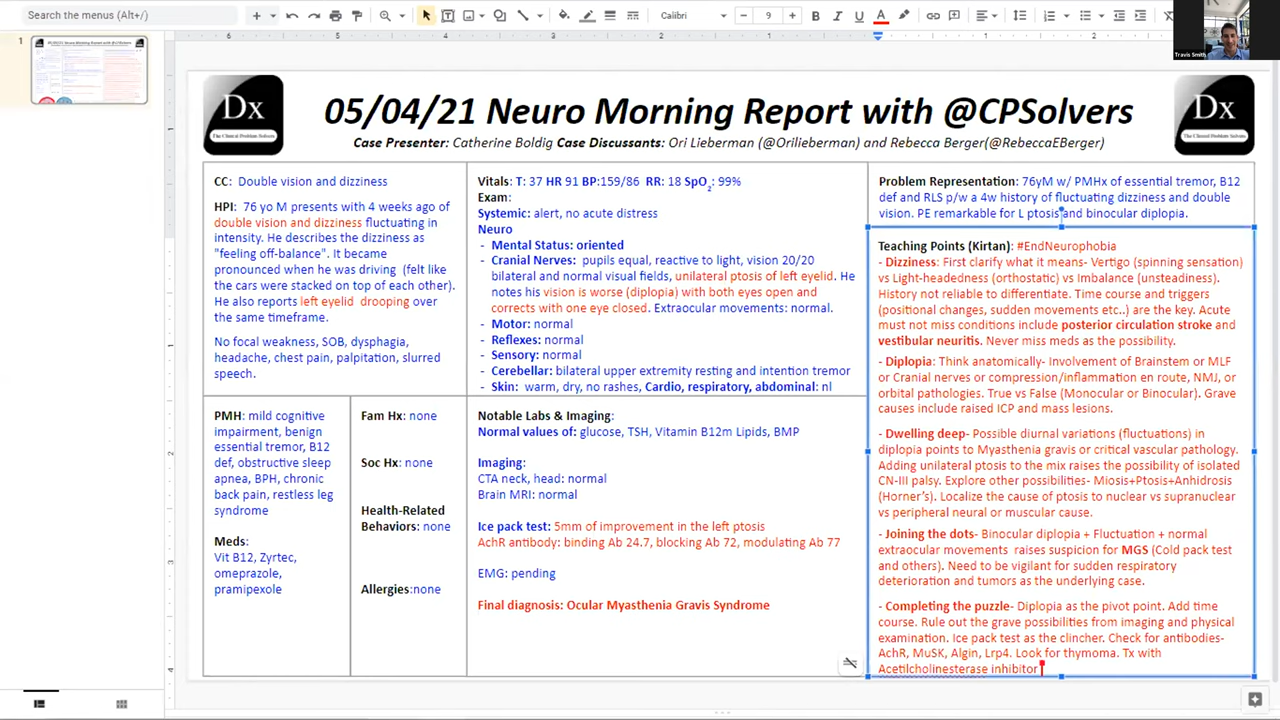 Search the menus (Alt+/)
Calibri
9
Travis Smith
1
6 5 4 2 1 2
Dx
The Clinical Problem Solvers
05/04/21 Neuro Morning Report with @CPSolvers
Case Presenter: Catherine Boldig Case Discussants: Ori Lieberman (@Orilieberman) and Rebecca Berger(@RebeccaEBerger)
Dx
The Clinical Problem Solvers
CC: Double vision and dizziness
HPI: 76 yo M presents with 4 weeks ago of
double vision and dizziness fluctuating in
intensity. He describes the dizziness as
"feeling off-balance". It became
pronounced when he was driving (felt like
the cars were stacked on top of each other).
He also reports left eyelid drooping over
the same timeframe.
No focal weakness, SOB, dysphagia,
headache, chest pain, palpitation, slurred
speech.
Vitals: T: 37 HR 91 BP:159/86 RR: 18 SpO2: 99%
Exam:
Systemic: alert, no acute distress
Neuro
- Mental Status: oriented
- Cranial Nerves: pupils equal, reactive to light, vision 20/20
bilateral and normal visual fields, unilateral ptosis of left eyelid. He
notes his vision is worse (diplopia) with both eyes open and
corrects with one eye closed. Extraocular movements: normal.
- Motor: normal
- Reflexes: normal
- Sensory: normal
- Cerebellar: bilateral upper extremity resting and intention tremor
- Skin: warm, dry, no rashes, Cardio, respiratory, abdominal: nl
Problem Representation: 76yM w/ PMHx of essential tremor, B12
def and RLS p/w a 4w history of fluctuating dizziness and double
vision. PE remarkable for L ptosis and binocular diplopia.
Teaching Points (Kirtan): #EndNeurophobia
- Dizziness: First clarify what it means- Vertigo (spinning sensation)
vs Light-headedness (orthostatic) vs Imbalance (unsteadiness).
History not reliable to differentiate. Time course and triggers
(positional changes, sudden movements etc..) are the key. Acute
must not miss conditions include posterior circulation stroke and
vestibular neuritis. Never miss meds as the possibility.
- Diplopia: Think anatomically- Involvement of Brainstem or MLF
or Cranial nerves or compression/inflammation en route, NMJ, or
orbital pathologies. True vs False (Monocular or Binocular). Grave
causes include raised ICP and mass lesions.
- Dwelling deep- Possible diurnal variations (fluctuations) in
diplopia points to Myasthenia gravis or critical vascular pathology.
Adding unilateral ptosis to the mix raises the possibility of isolated
CN-III palsy. Explore other possibilities- Miosis+Ptosis+Anhidrosis
(Horner's). Localize the cause of ptosis to nuclear vs supranuclear
vs peripheral neural or muscular cause.
- Joining the dots- Binocular diplopia + Fluctuation + normal
extraocular movements raises suspicion for MGS (Cold pack test
and others). Need to be vigilant for sudden respiratory
deterioration and tumors as the underlying case.
- Completing the puzzle- Diplopia as the pivot point. Add time
course. Rule out the grave possibilities from imaging and physical
examination. Ice pack test as the clincher. Check for antibodies-
AchR, MuSK, Algin, Lrp4. Look for thymoma. Tx with
Acetilcholinesterase inhibitor
PMH: mild cognitive
impairment, benign
essential tremor, B12
def, obstructive sleep
apnea, BPH, chronic
back pain, restless leg
syndrome
Meds:
Vit B12, Zyrtec,
omeprazole,
pramipexole
Fam Hx: none
Soc Hx: none
Health-Related
Behaviors: none
Allergies:none
Notable Labs & Imaging:
Normal values of: glucose, TSH, Vitamin B12m Lipids, BMP
Imaging:
CTA neck, head: normal
Brain MRI: normal
Ice pack test: 5mm of improvement in the left ptosis
AchR antibody: binding Ab 24.7, blocking Ab 72, modulating Ab 77
EMG: pending
Final diagnosis: Ocular Myasthenia Gravis Syndrome